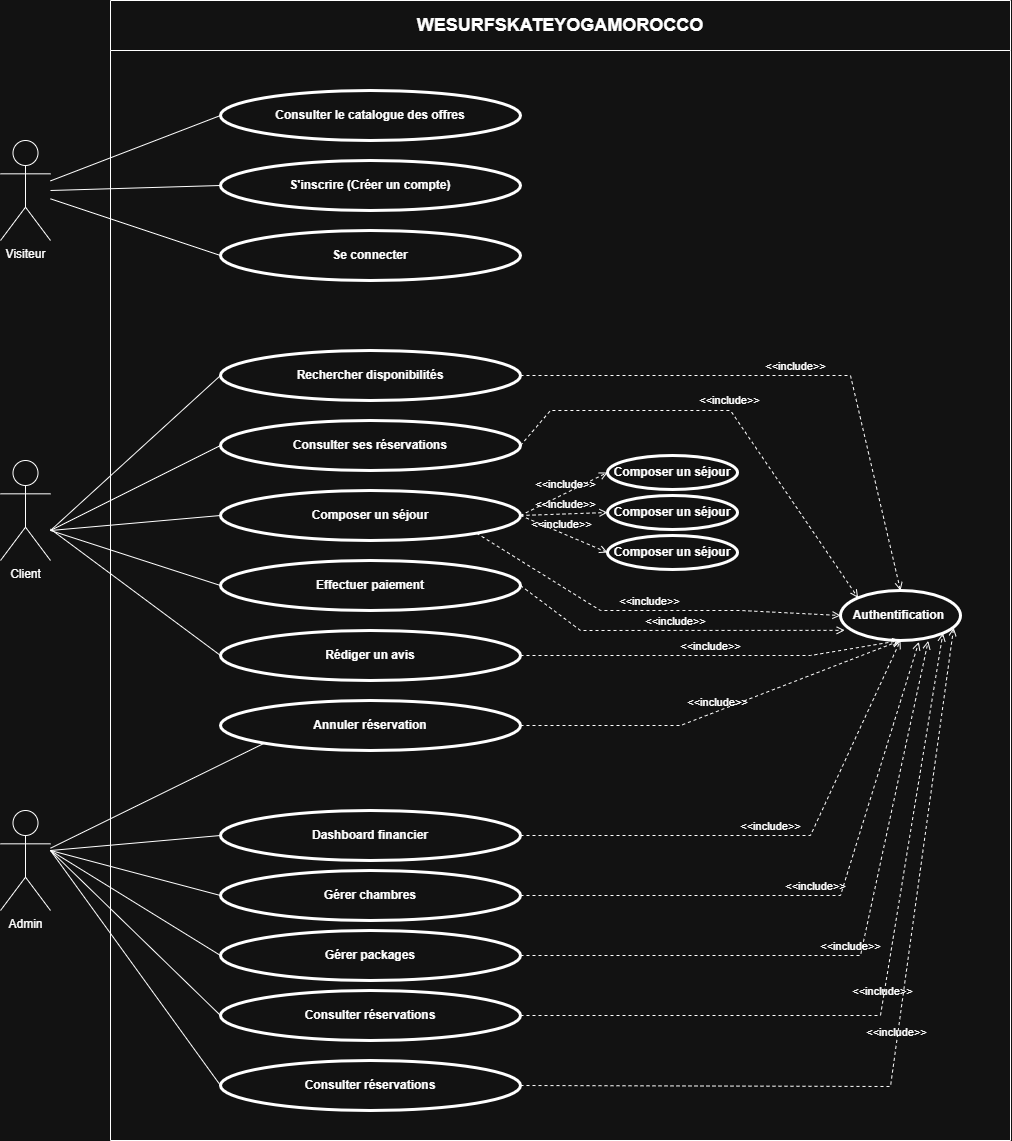 WESURFSKATEYOGAMOROCCO
Consulter le catalogue des offres
S'inscrire (Créer un compte)
Visiteur
Se connecter
<<include>>
Rechercher disponibilités
<<include>>
Consulter ses réservations
Composer un séjour
<<include>>
<<include>>
Composer un séjour
Composer un séjour
<<include>>
Composer un séjour
Client
Effectuer paiement
<<include>>
Authentification
<<include>>
<<include>>
Rédiger un avis
<<include>>
Annuler réservation
<<include>>
Dashboard financier
<<include>>
Gérer chambres
Admin
<<include>>
Gérer packages
<<include>>
Consulter réservations
<<include>>
Consulter réservations